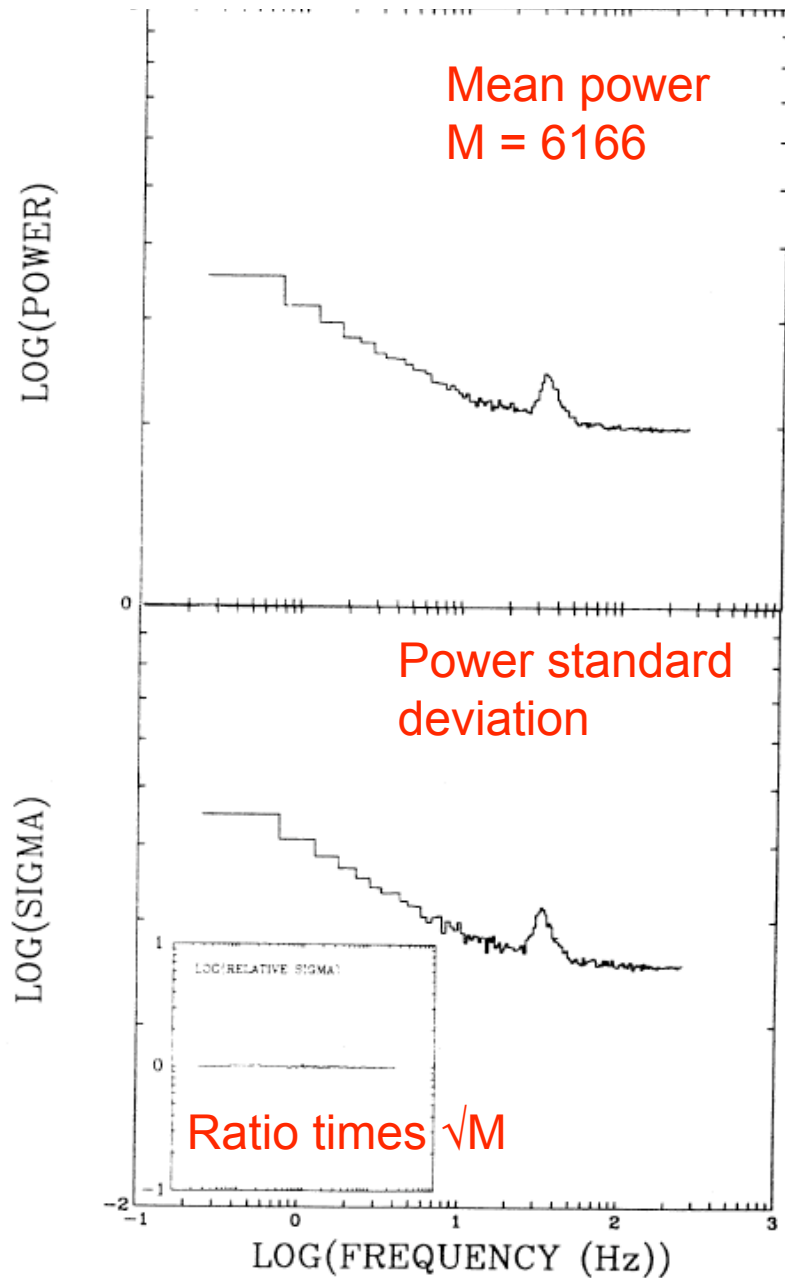 Mean power
M = 6166
LOG(POWER)
0
Power standard
deviation
LOG(SIGMA)
1
LOG(RELATIVE SIGMA)
0
Ratio times √M
-1
-2
-1
0
1
2
3
LOG(FREQUENCY (Hz))